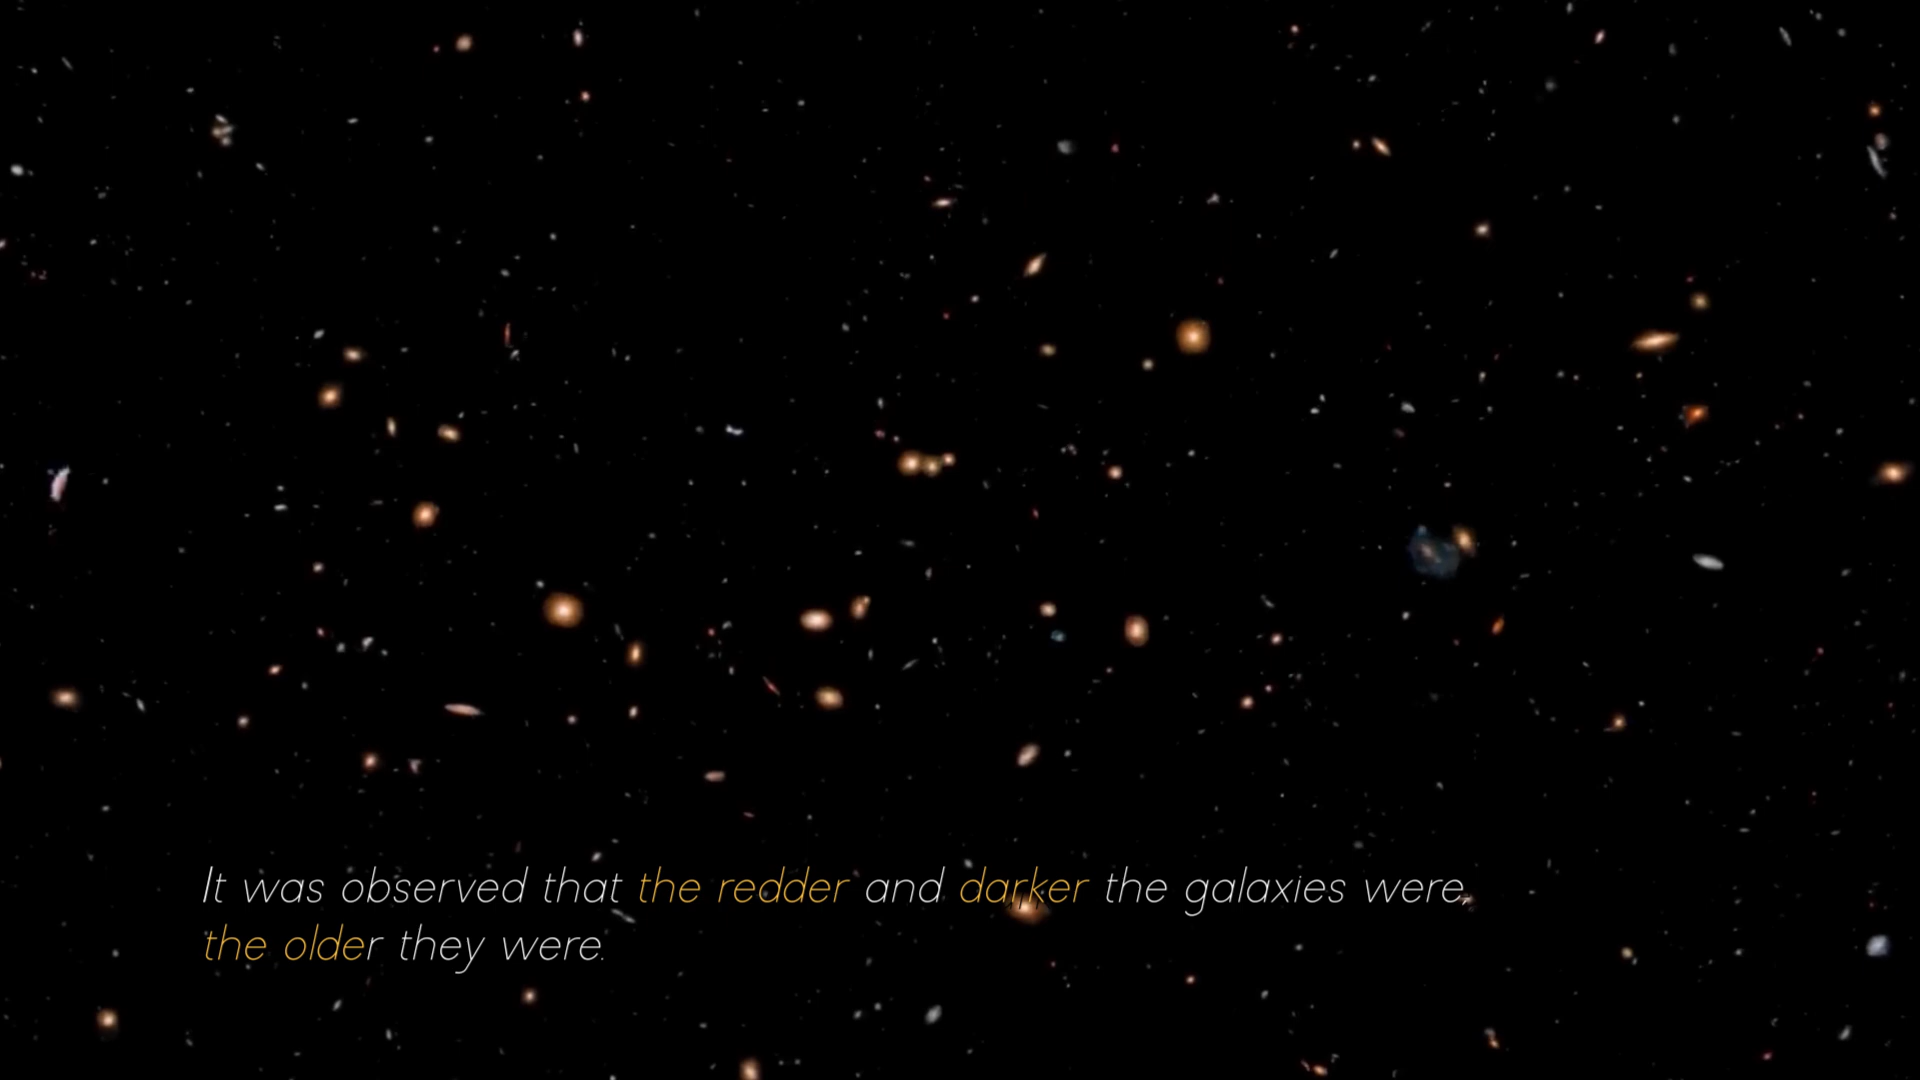 It was observed that the redder and darker the galaxies were,
the older they were.